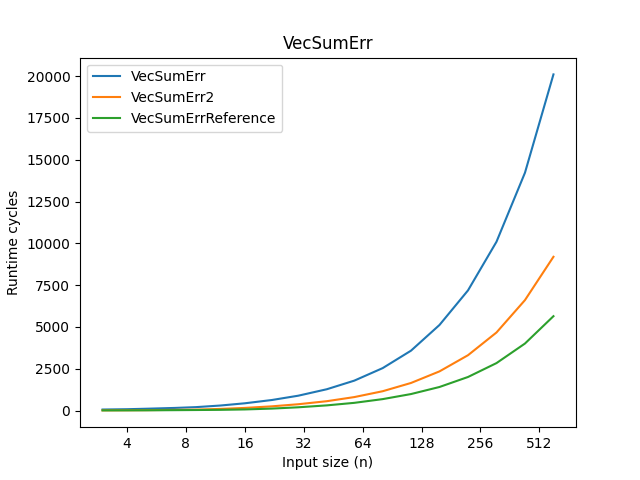 VecSumErr
VecSumErr
VecSumErr2
VecSumErrReference
Runtime cycles
20000
17500
15000
12500
10000
7500
5000
2500
0
4 8 16 32 64 128 256 512
Input size (n)